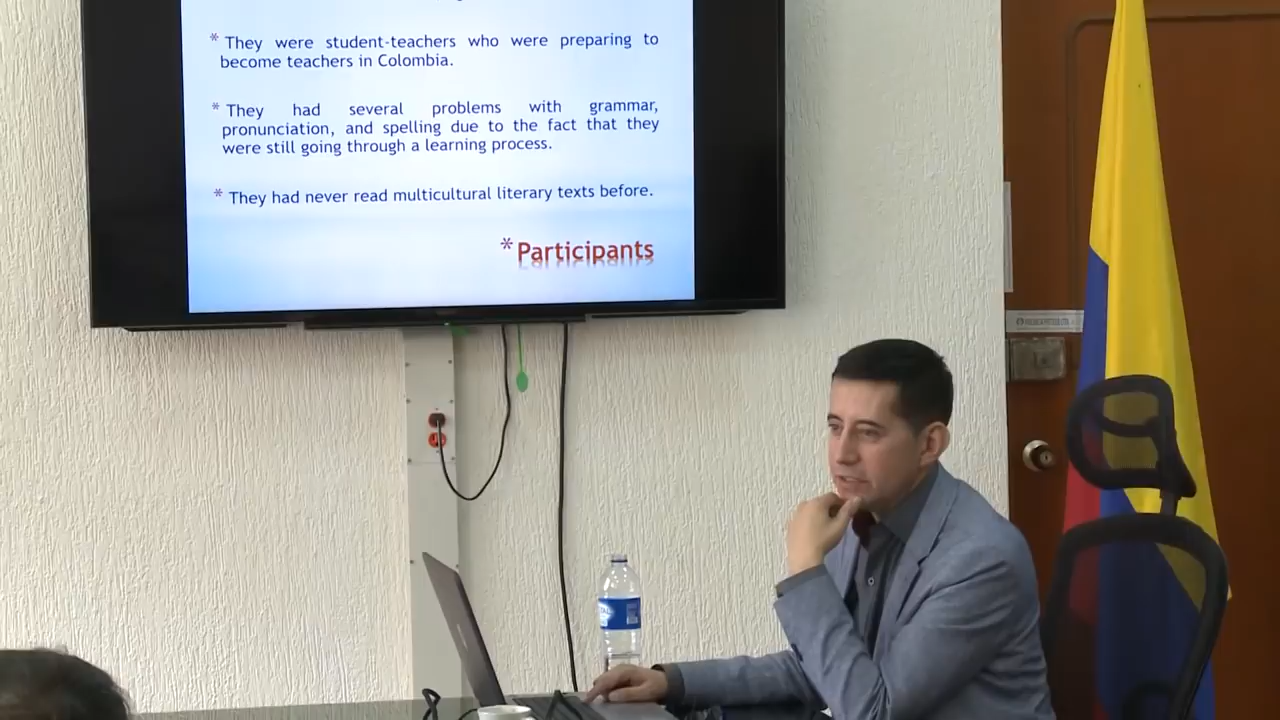 * They were student-teachers who were preparing to
become teachers in Colombia.
* They had several problems with grammar,
pronunciation, and spelling due to the fact that they
were still going through a learning process.
* They had never read multicultural literary texts before.
* Participants